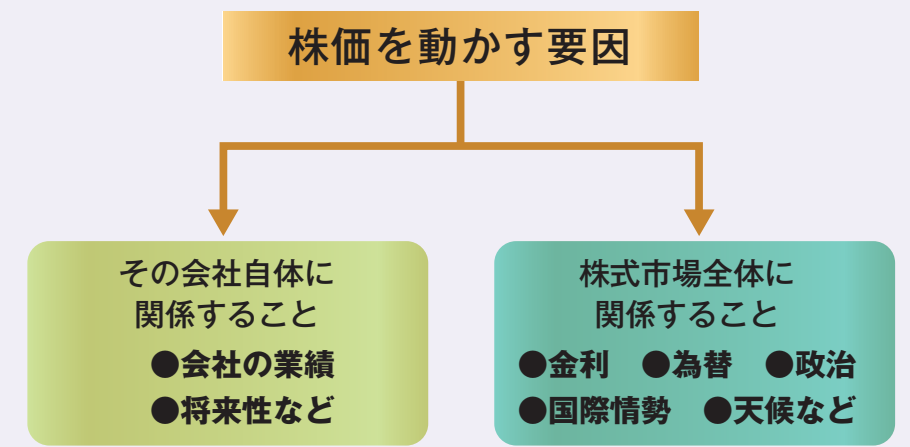 株価を動かす要因
その会社自体に
関係すること
●会社の業績
●将来性など
株式市場全体に
関係すること
●金利 ●為替 ●政治
●国際情勢 ●天候など